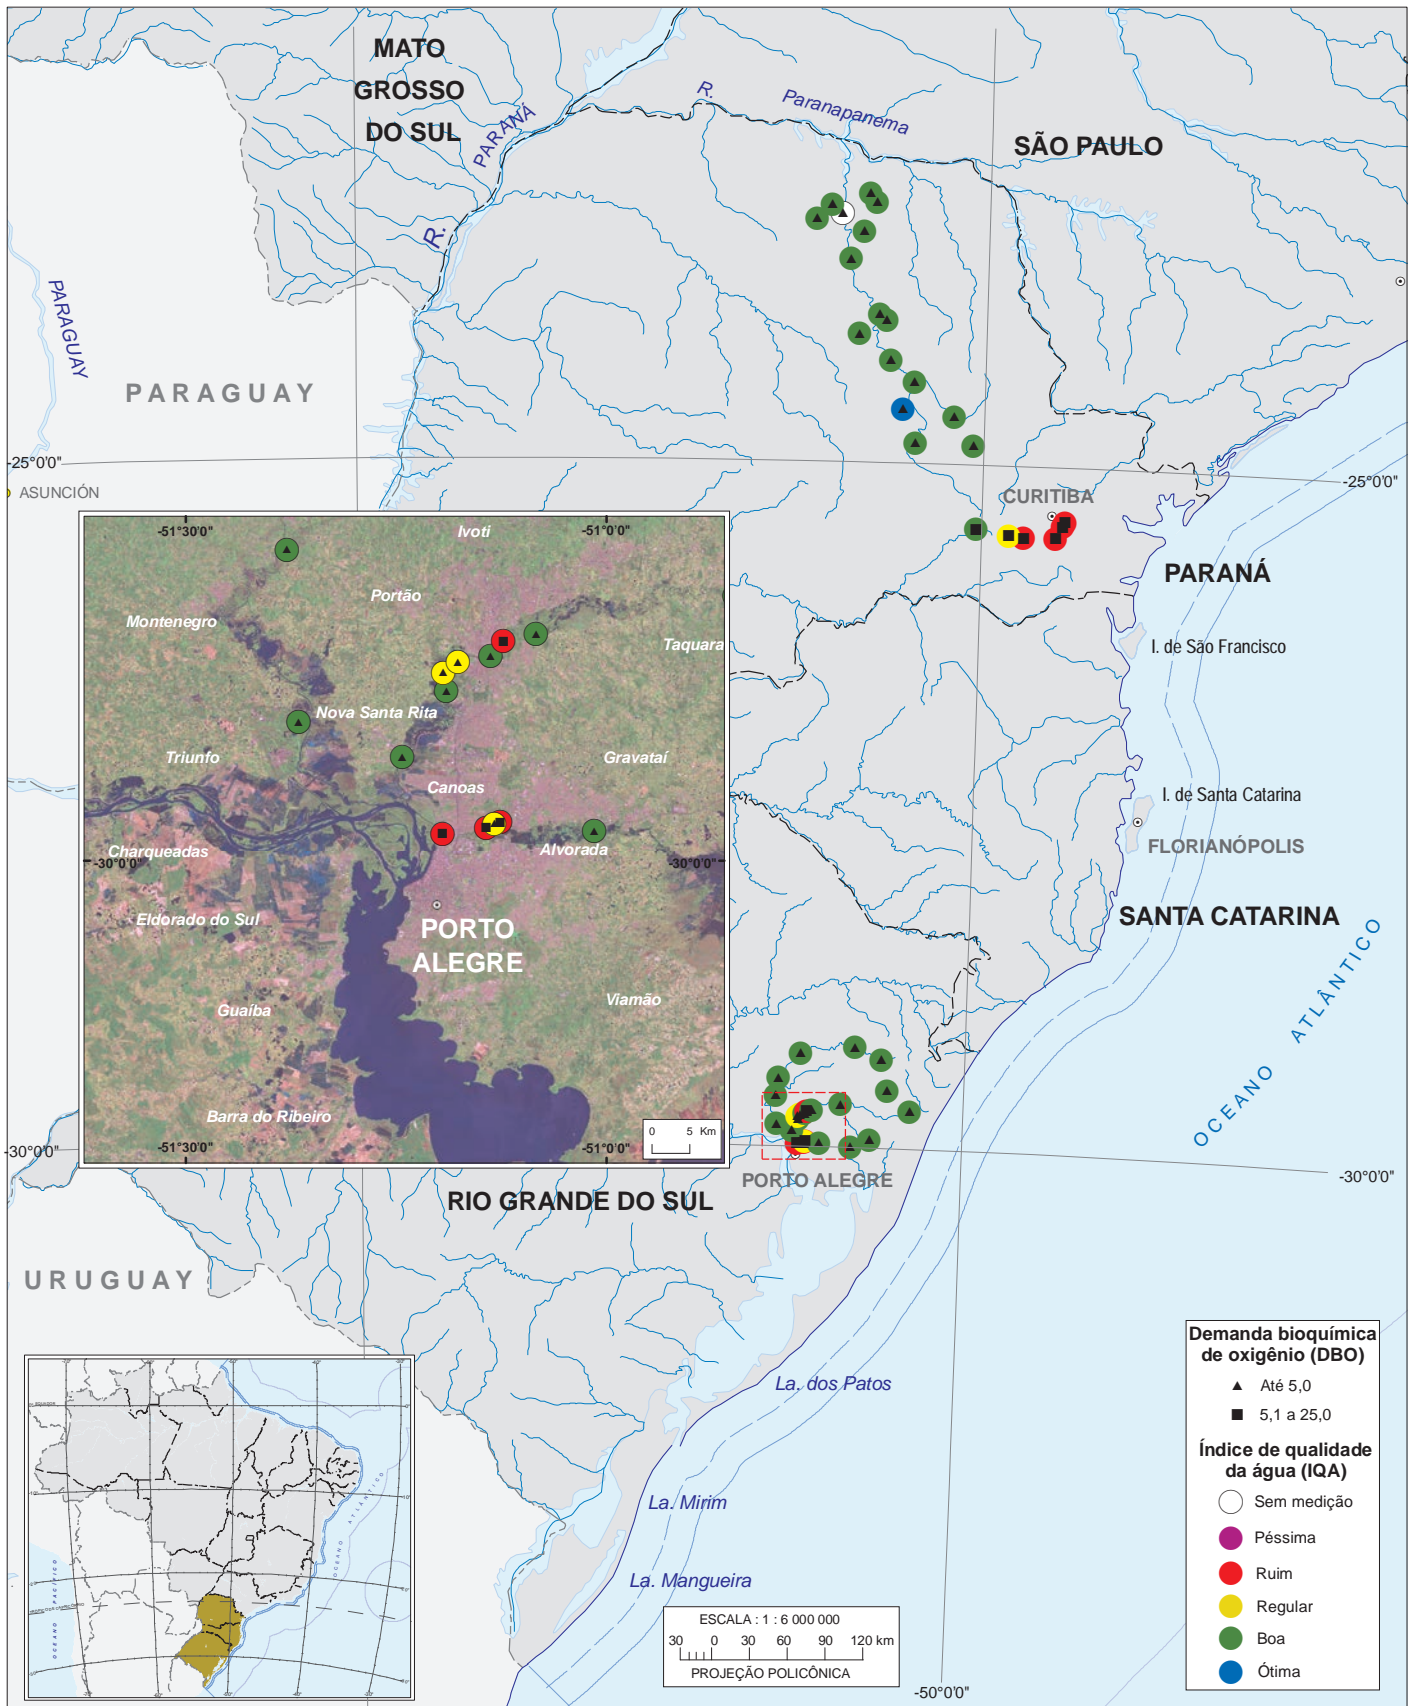 MATO
GROSSO
DO SUL
R. PARANÁ
R. Paranapanema
SÃO PAULO
PARAGUAY
PARAGUAY
-25°0'0"
-25°0'0"
ASUNCIÓN
CURITIBA
PARANÁ
I. de São Francisco
I. de Santa Catarina
FLORIANÓPOLIS
SANTA CATARINA
OCEANO ATLÂNTICO
-51°30'0"
-51°0'0"
Ivoti
Portão
Montenegro
Taquara
Nova Santa Rita
Triunfo
Gravataí
Canoas
Charqueadas
Alvorada
-30°0'0"
-30°0'0"
Eldorado do Sul
PORTO
ALEGRE
Viamão
Guaíba
Barra do Ribeiro
-51°30'0"
-51°0'0"
0 5 Km
-30°0'0"
-30°0'0"
PORTO ALEGRE
RIO GRANDE DO SUL
URUGUAY
La. dos Patos
La. Mirim
La. Mangueira
-50°0'0"
OCEANO PACÍFICO
OCEANO ATLÂNTICO
ESCALA : 1 : 6 000 000
30 0 30 60 90 120 km
PROJEÇÃO POLICÔNICA
Demanda bioquímica
de oxigênio (DBO)
Até 5,0
5,1 a 25,0
Índice de qualidade
da água (IQA)
Sem medição
Péssima
Ruim
Regular
Boa
Ótima